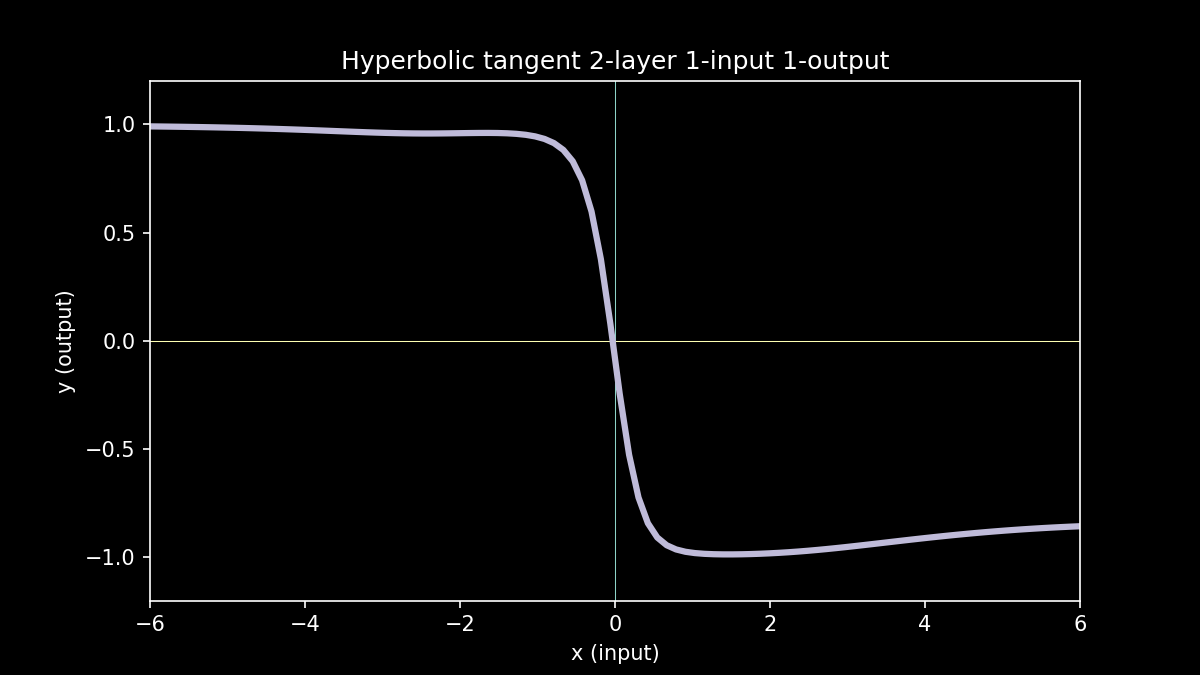 Hyperbolic tangent 2-layer 1-input 1-output
1.0
0.5
0.0
−0.5
−1.0
y (output)
−6 −4 −2 0 2 4 6
x (input)